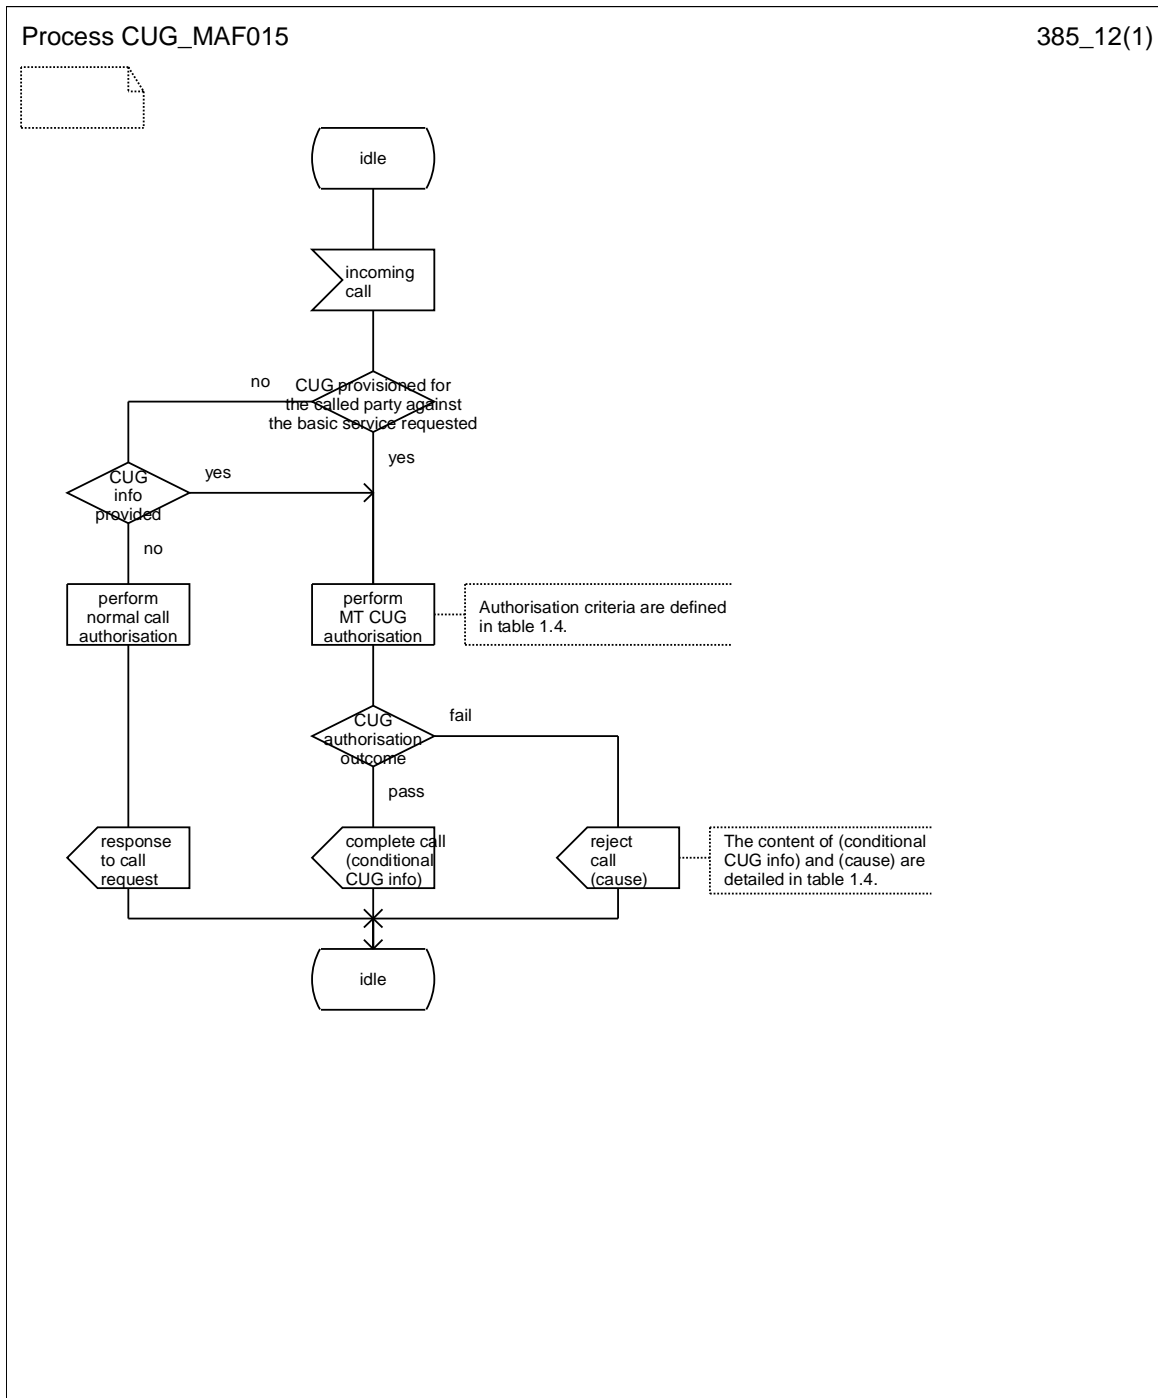 Process CUG_MAF015
385_12(1)
idle
incoming
call
no
CUG provisioned for
the called party against
the basic service requested
yes
CUG
info
provided
yes
no
perform
normal call
authorisation
perform
MT CUG
authorisation
Authorisation criteria are defined
in table 1.4.
CUG
authorisation
outcome
fail
pass
response
to call
request
complete call
(conditional
CUG info)
reject
call
(cause)
The content of (conditional
CUG info) and (cause) are
detailed in table 1.4.
idle